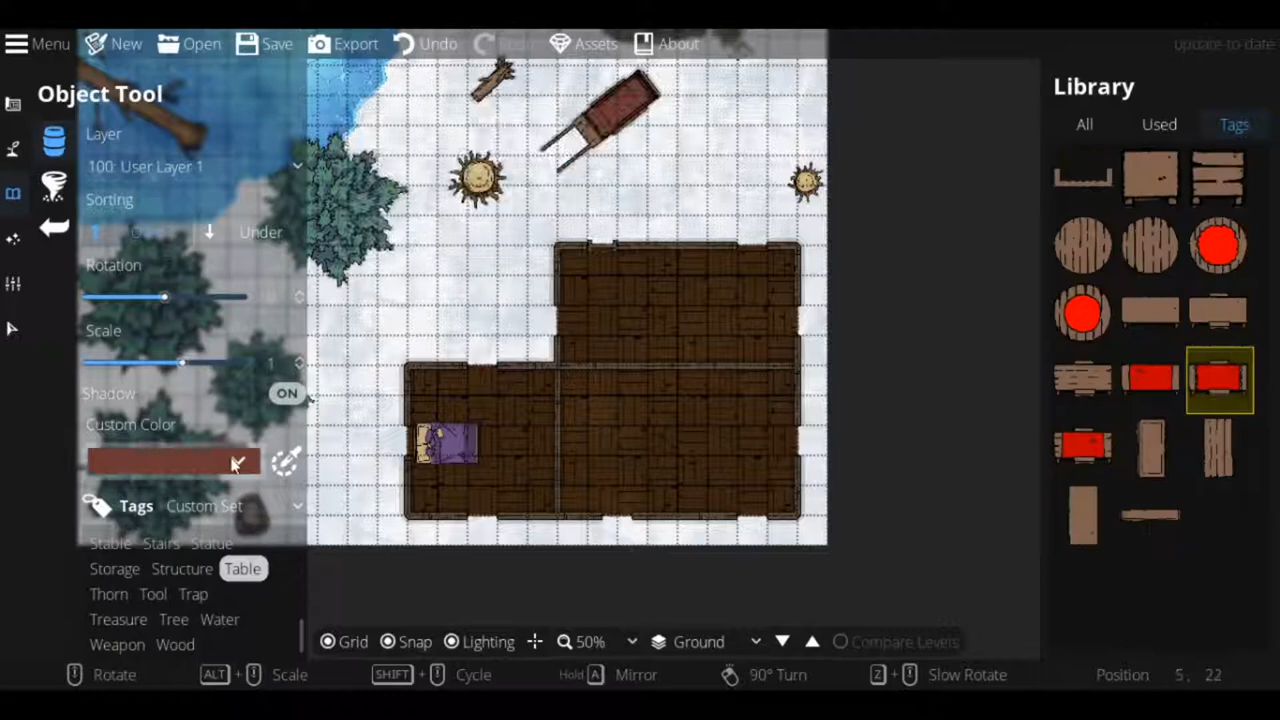 Menu New Open Save Export Undo Assets About update-to-date
Object Tool
Layer
100: User Layer 1
Sorting
Under
Rotation
Scale
1
Shadow ON
Custom Color
Tags Custom Set
Stable Stairs Statue
Storage Structure Table
Thorn Tool Trap
Treasure Tree Water
Weapon Wood
Library
All Used Tags
Grid Snap Lighting 50% Ground Compare Levels
Rotate ALT + Scale SHIFT + Cycle Hold A Mirror 90° Turn Z + Slow Rotate Position 5, 22